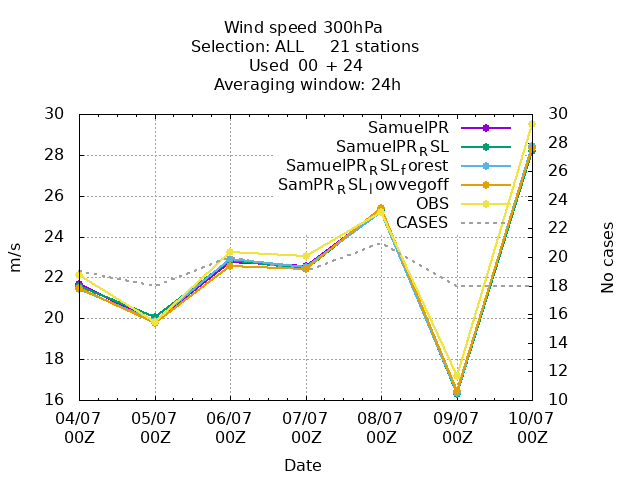 Wind speed 300hPa
Selection: ALL 21 stations
Used 00 + 24
Averaging window: 24h
30 30
28 28
26 26
24 24
22 22
20 20
18 18
16 16
14
12
10
m/s
No cases
SamuelPR
SamuelPR_RSL
SamuelPR_RSL_forest
SamPR_RSL_lowvegoff
OBS
CASES
04/07 05/07 06/07 07/07 08/07 09/07 10/07
00Z 00Z 00Z 00Z 00Z 00Z 00Z
Date